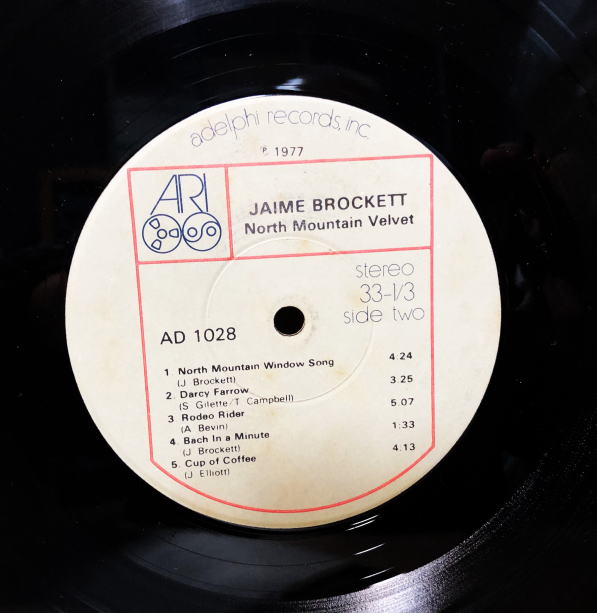 adelphi records, inc.
℗ 1977
ARI
JAIME BROCKETT
North Mountain Velvet
stereo
33-1/3
side two
AD 1028
1. North Mountain Window Song 4:24
(J. Brockett)
2. Darcy Farrow 3:25
(S. Gillette/T. Campbell)
3. Rodeo Rider 5:07
(A. Bevin)
4. Bach In a Minute 1:33
(J. Brockett)
5. Cup of Coffee 4:13
(J. Elliott)